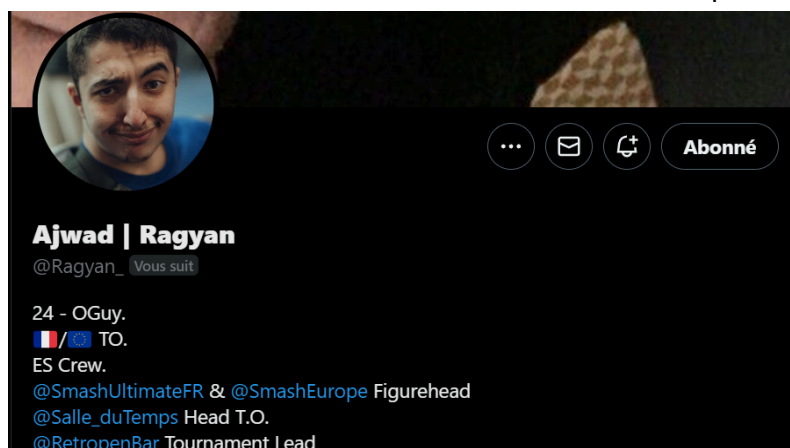 Abonné
Ajwad | Ragyan
@Ragyan_ Vous suit
24 - OGuy.
🇫🇷/🇪🇺 TO.
ES Crew.
@SmashUltimateFR & @SmashEurope Figurehead
@Salle_duTemps Head T.O.
@RetropenBar Tournament Lead